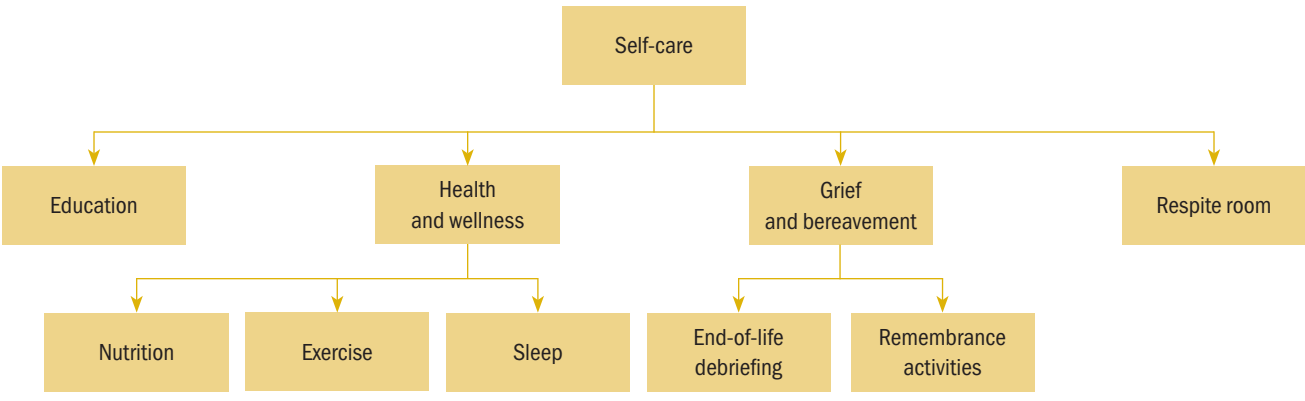 Self-care
Education
Health
and wellness
Grief
and bereavement
Respite room
Nutrition
Exercise
Sleep
End-of-life
debriefing
Remembrance
activities